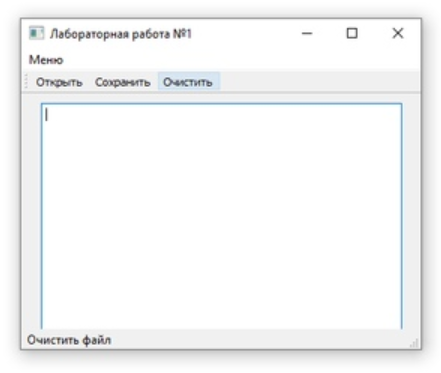 Лабораторная работа №1
Меню
Открыть Сохранить Очистить
Очистить файл